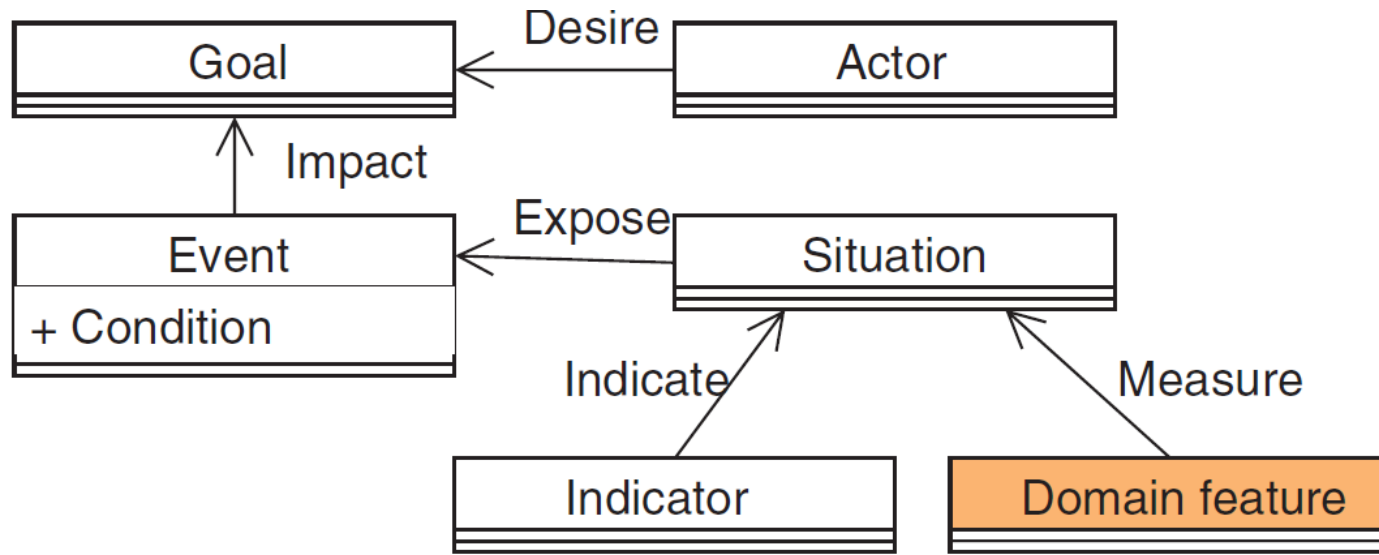 Desire
Goal
Actor
Impact
Expose
Event
Situation
+ Condition
Indicate
Measure
Indicator
Domain feature